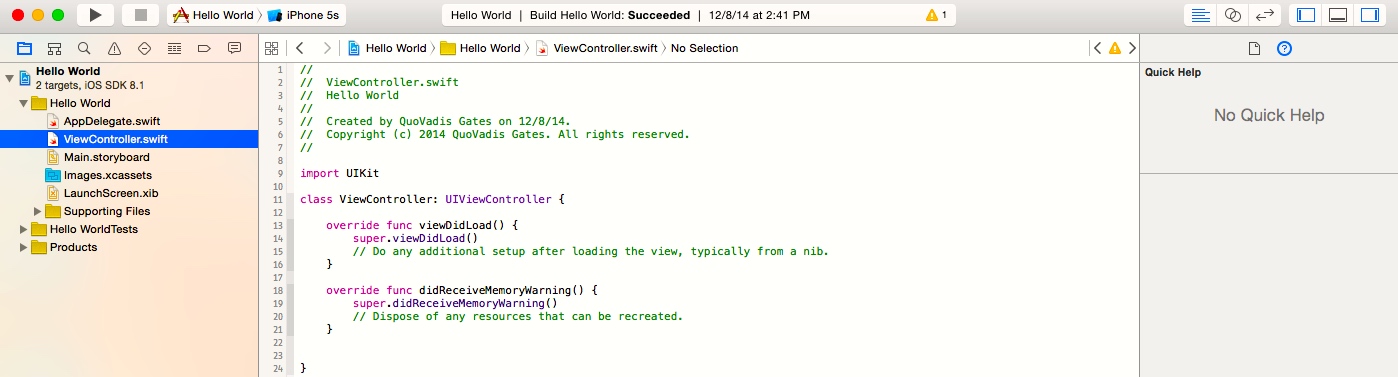 Hello World iPhone 5s
Hello World | Build Hello World: Succeeded | 12/8/14 at 2:41 PM 1
Hello World Hello World ViewController.swift No Selection
Hello World
2 targets, iOS SDK 8.1
Hello World
AppDelegate.swift
ViewController.swift
Main.storyboard
Images.xcassets
LaunchScreen.xib
Supporting Files
Hello WorldTests
Products
1 //
2 //  ViewController.swift
3 //  Hello World
4 //
5 //  Created by QuoVadis Gates on 12/8/14.
6 //  Copyright (c) 2014 QuoVadis Gates. All rights reserved.
7 //
8
9 import UIKit
10
11 class ViewController: UIViewController {
12
13     override func viewDidLoad() {
14         super.viewDidLoad()
15         // Do any additional setup after loading the view, typically from a nib.
16     }
17
18     override func didReceiveMemoryWarning() {
19         super.didReceiveMemoryWarning()
20         // Dispose of any resources that can be recreated.
21     }
22
23
24 }
Quick Help
No Quick Help